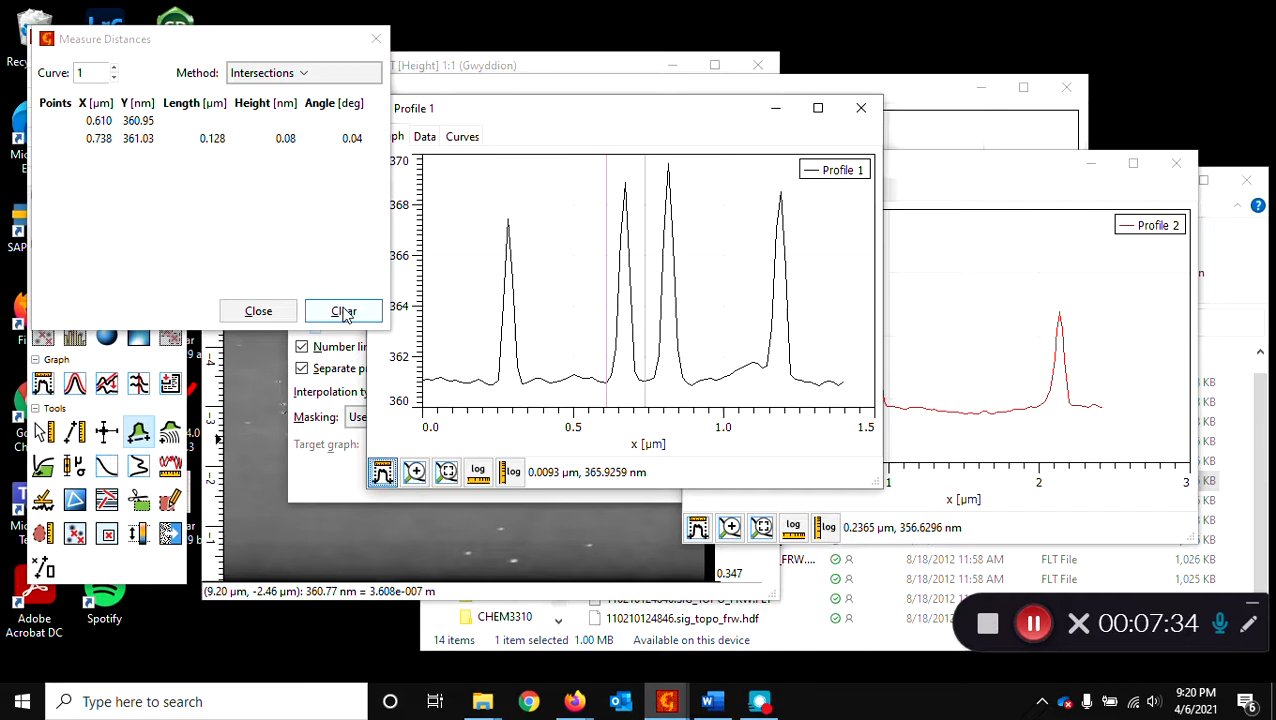 Measure Distances
Curve: 1 Method: Intersections
Points X [µm] Y [nm] Length [µm] Height [nm] Angle [deg]
0.610 360.95
0.738 361.03 0.128 0.08 0.04
Close Clear
[Height] 1:1 (Gwyddion)
Profile 1
Data Curves
Profile 1
370
368
366
364
362
360
0.0 0.5 1.0 1.5
x [µm]
log log 0.0093 µm, 365.9259 nm
Profile 2
2 3
x [µm]
log log 0.2365 µm, 356.6296 nm
Number lin
Separate p
Interpolation ty
Masking: Use
Target graph:
Graph
Tools
(9.20 µm, -2.46 µm): 360.77 nm = 3.608e-007 m
0.347
KB
8/18/2012 11:58 AM FLT File 1,026 KB
8/18/2012 11:58 AM FLT File 1,025 KB
CHEM3310
110210124846.sig_topo_frw.hdf
14 items 1 item selected 1.00 MB Available on this device
00:07:34
Adobe
Acrobat DC
Spotify
Type here to search
9:20 PM
4/6/2021
6